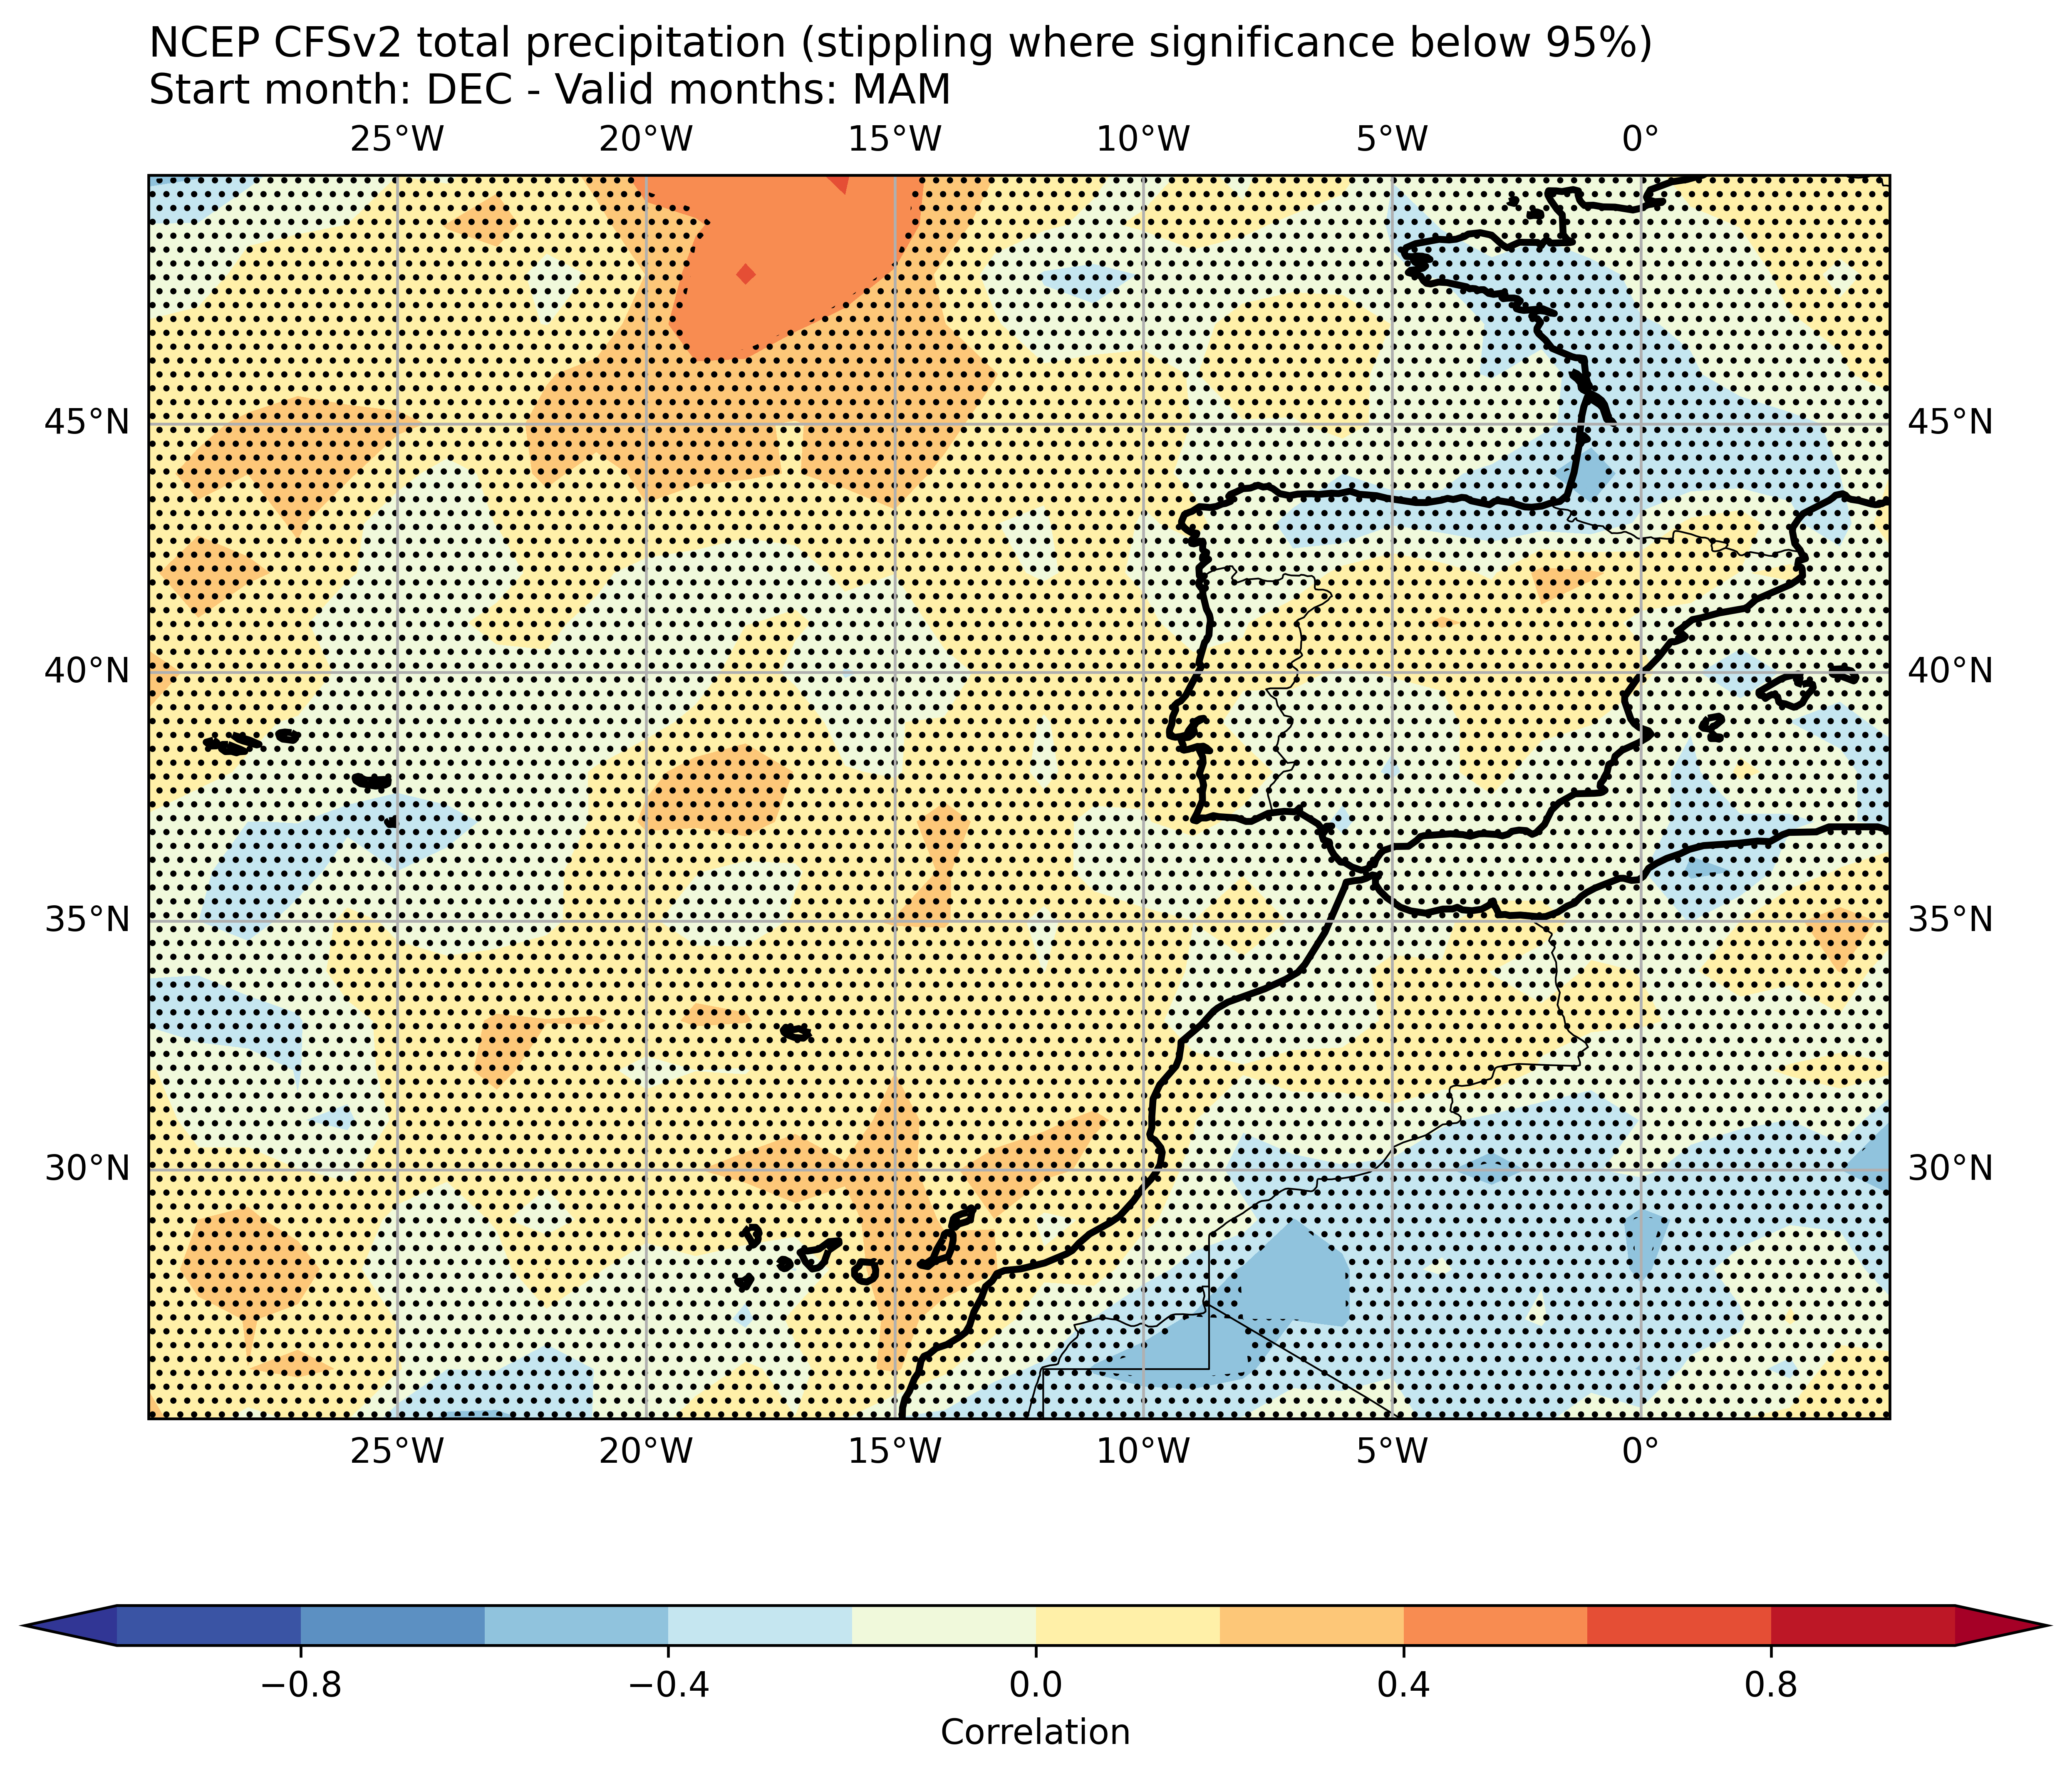 NCEP CFSv2 total precipitation (stippling where significance below 95%)
Start month: DEC - Valid months: MAM
25°W 20°W 15°W 10°W 5°W 0°
45°N 45°N
40°N 40°N
35°N 35°N
30°N 30°N
25°W 20°W 15°W 10°W 5°W 0°
−0.8 −0.4 0.0 0.4 0.8
Correlation